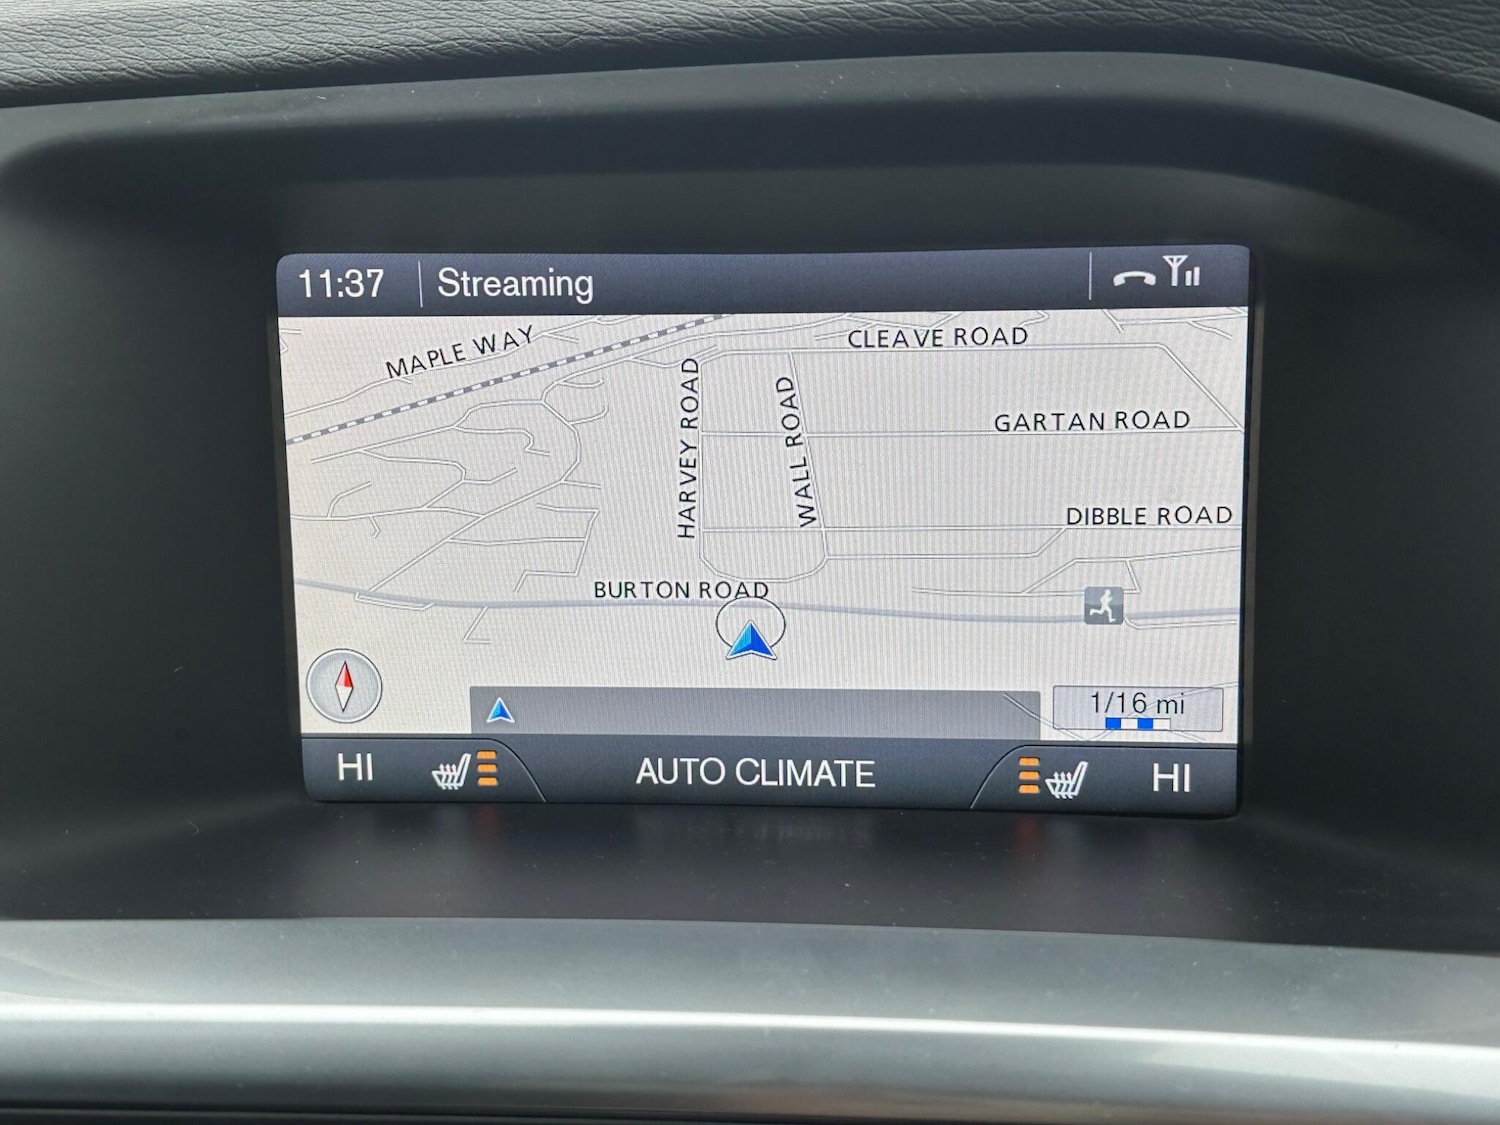 11:37 Streaming
MAPLE WAY
CLEAVE ROAD
HARVEY ROAD
WALL ROAD
GARTAN ROAD
DIBBLE ROAD
BURTON ROAD
1/16 mi
HI AUTO CLIMATE HI